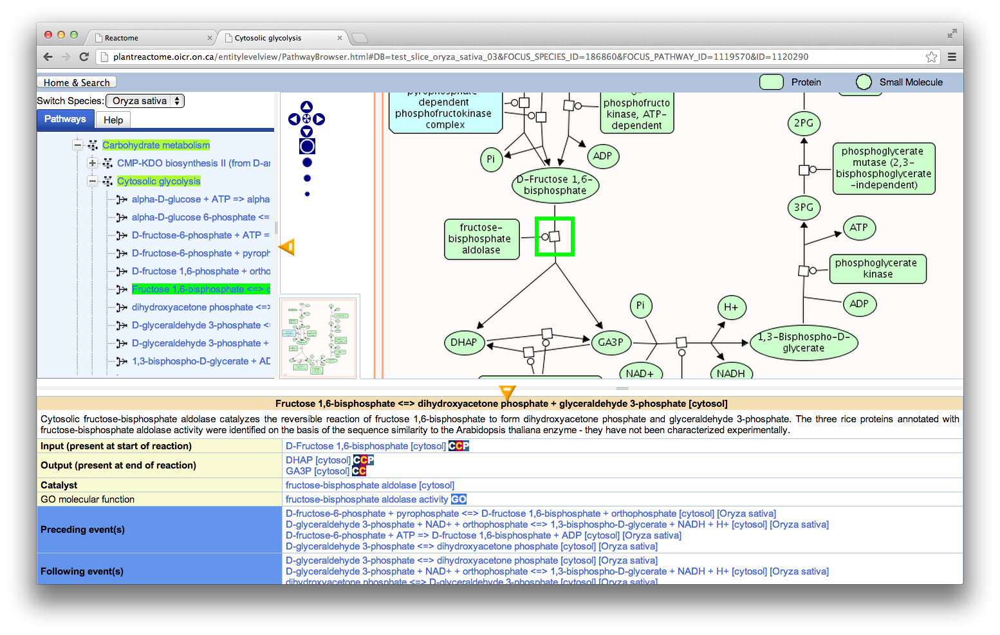 Reactome
Cytosolic glycolysis
plantreactome.oicr.on.ca/entitylevelview/PathwayBrowser.html#DB=test_slice_oryza_sativa_03&FOCUS_SPECIES_ID=186860&FOCUS_PATHWAY_ID=1119570&ID=1120290
Home & Search
Protein
Small Molecule
Switch Species: Oryza sativa
Pathways
Help
Carbohydrate metabolism
CMP-KDO biosynthesis II (from D-ar
Cytosolic glycolysis
alpha-D-glucose + ATP => alpha
alpha-D-glucose 6-phosphate <=
D-fructose-6-phosphate + ATP =
D-fructose-6-phosphate + pyroph
D-fructose 1,6-phosphate + ortho
Fructose 1,6-bisphosphate <=> d
dihydroxyacetone phosphate <=>
D-glyceraldehyde 3-phosphate <
D-glyceraldehyde 3-phosphate +
1,3-bisphospho-D-glycerate + AD
pyrophosphate
dependent
phosphofructokinase
complex
phosphofructo
kinase, ATP-
dependent
Pi
ADP
D-Fructose 1,6-
bisphosphate
fructose-
bisphosphate
aldolase
DHAP
GA3P
Pi
NAD+
H+
NADH
1,3-Bisphospho-D-
glycerate
ADP
phosphoglycerate
kinase
ATP
3PG
phosphoglycerate
mutase (2,3-
bisphosphoglycerate
-independent)
2PG
Fructose 1,6-bisphosphate <=> dihydroxyacetone phosphate + glyceraldehyde 3-phosphate [cytosol]
Cytosolic fructose-bisphosphate aldolase catalyzes the reversible reaction of fructose 1,6-bisphosphate to form dihydroxyacetone phosphate and glyceraldehyde 3-phosphate. The three rice proteins annotated with
fructose-bisphosphate aldolase activity were identified on the basis of the sequence similarity to the Arabidopsis thaliana enzyme - they have not been characterized experimentally.
Input (present at start of reaction)
D-Fructose 1,6-bisphosphate [cytosol] CCP
Output (present at end of reaction)
DHAP [cytosol] CCP
GA3P [cytosol] CC
Catalyst
fructose-bisphosphate aldolase [cytosol]
GO molecular function
fructose-bisphosphate aldolase activity GO
Preceding event(s)
D-fructose-6-phosphate + pyrophosphate <=> D-fructose 1,6-bisphosphate + orthophosphate [cytosol] [Oryza sativa]
D-glyceraldehyde 3-phosphate + NAD+ + orthophosphate <=> 1,3-bisphospho-D-glycerate + NADH + H+ [cytosol] [Oryza sativa]
D-fructose-6-phosphate + ATP => D-fructose 1,6-bisphosphate + ADP [cytosol] [Oryza sativa]
D-glyceraldehyde 3-phosphate <=> dihydroxyacetone phosphate [cytosol] [Oryza sativa]
Following event(s)
D-glyceraldehyde 3-phosphate <=> dihydroxyacetone phosphate [cytosol] [Oryza sativa]
D-glyceraldehyde 3-phosphate + NAD+ + orthophosphate <=> 1,3-bisphospho-D-glycerate + NADH + H+ [cytosol] [Oryza sativa]
dihydroxyacetone phosphate <=> D-glyceraldehyde 3-phosphate [cytosol] [Oryza sativa]